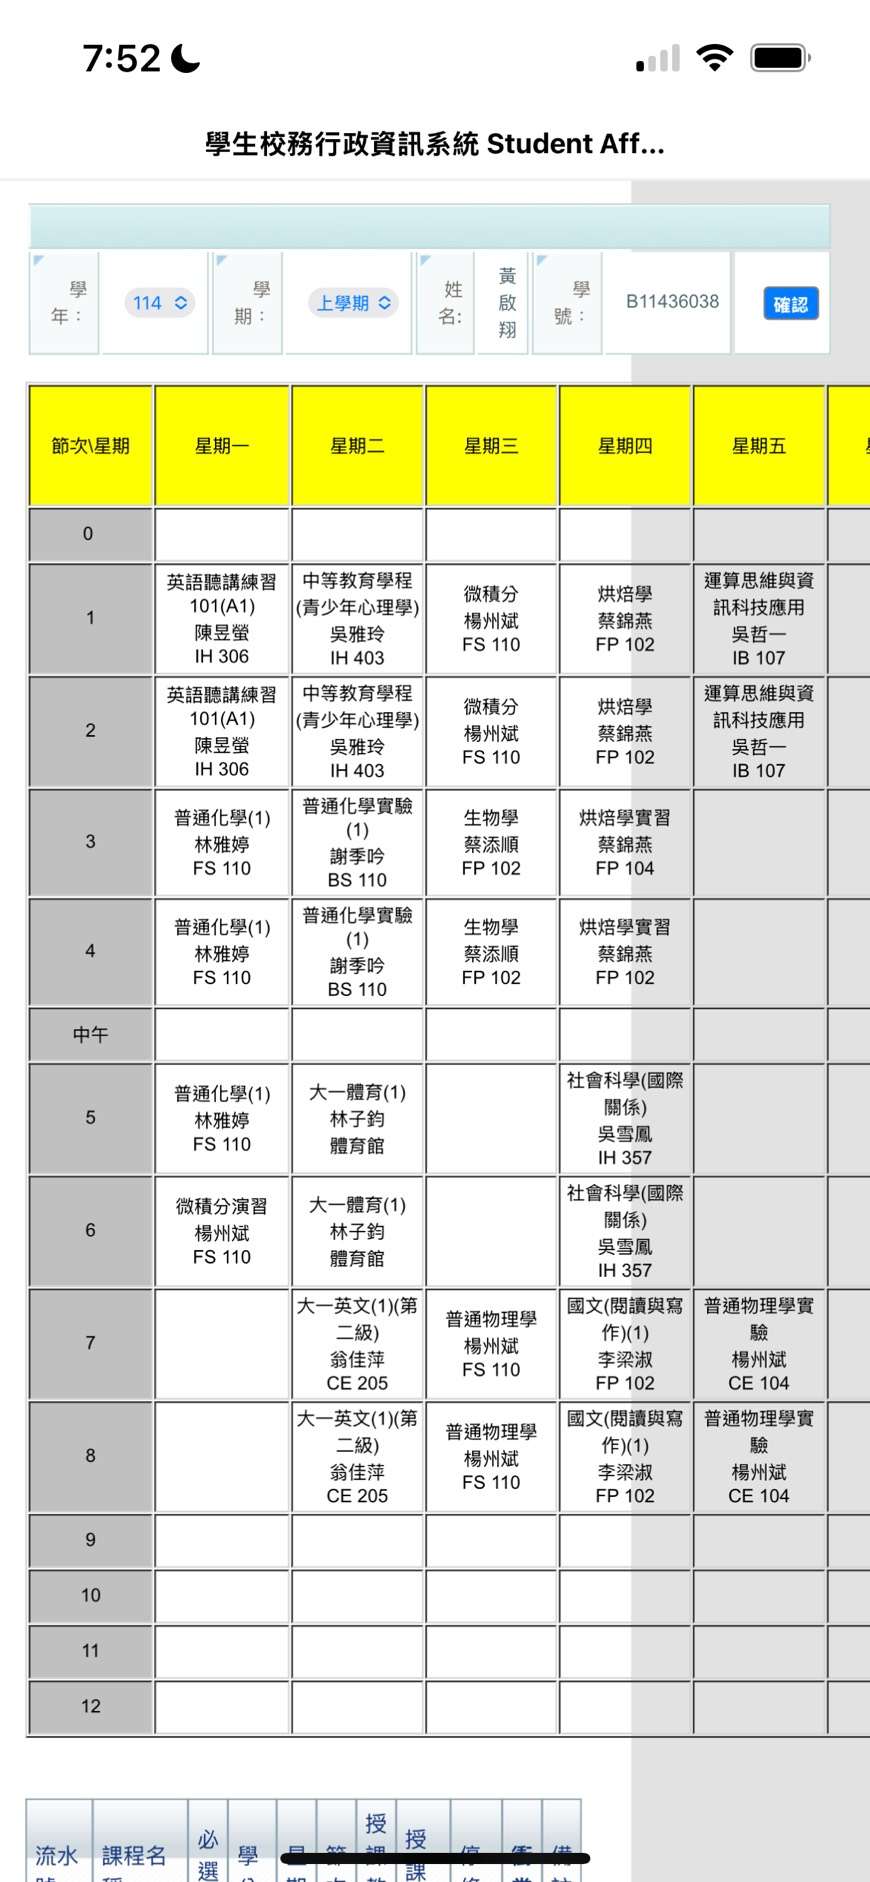 7:52
學生校務行政資訊系統 Student Aff...
學年： 114 學期： 上學期 姓名: 黃啟翔 學號： B11436038 確認
節次\星期 星期一 星期二 星期三 星期四 星期五
0
1
英語聽講練習
101(A1)
陳昱螢
IH 306
中等教育學程
(青少年心理學)
吳雅玲
IH 403
微積分
楊州斌
FS 110
烘焙學
蔡錦燕
FP 102
運算思維與資
訊科技應用
吳哲一
IB 107
2
英語聽講練習
101(A1)
陳昱螢
IH 306
中等教育學程
(青少年心理學)
吳雅玲
IH 403
微積分
楊州斌
FS 110
烘焙學
蔡錦燕
FP 102
運算思維與資
訊科技應用
吳哲一
IB 107
3
普通化學(1)
林雅婷
FS 110
普通化學實驗
(1)
謝季吟
BS 110
生物學
蔡添順
FP 102
烘焙學實習
蔡錦燕
FP 104
4
普通化學(1)
林雅婷
FS 110
普通化學實驗
(1)
謝季吟
BS 110
生物學
蔡添順
FP 102
烘焙學實習
蔡錦燕
FP 102
中午
5
普通化學(1)
林雅婷
FS 110
大一體育(1)
林子鈞
體育館
社會科學(國際
關係)
吳雪鳳
IH 357
6
微積分演習
楊州斌
FS 110
大一體育(1)
林子鈞
體育館
社會科學(國際
關係)
吳雪鳳
IH 357
7
大一英文(1)(第
二級)
翁佳萍
CE 205
普通物理學
楊州斌
FS 110
國文(閱讀與寫
作)(1)
李梁淑
FP 102
普通物理學實
驗
楊州斌
CE 104
8
大一英文(1)(第
二級)
翁佳萍
CE 205
普通物理學
楊州斌
FS 110
國文(閱讀與寫
作)(1)
李梁淑
FP 102
普通物理學實
驗
楊州斌
CE 104
9
10
11
12
流水 課程名 必選 學 授課 授課